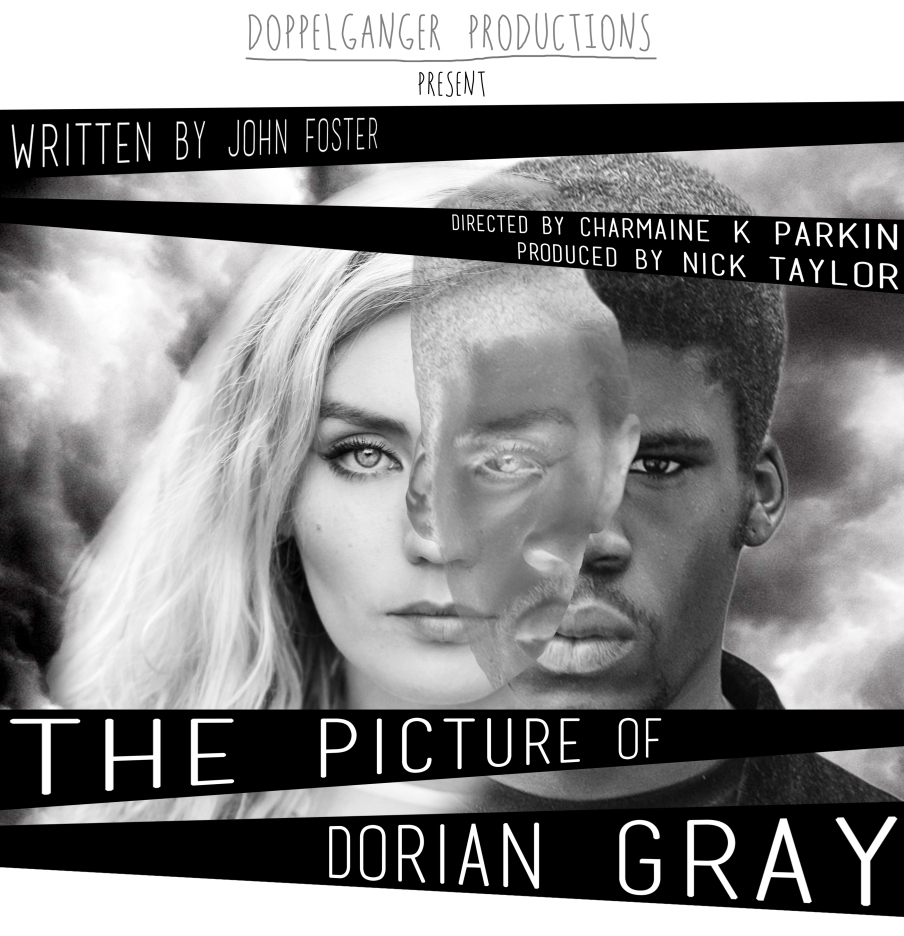 DOPPELGANGER PRODUCTIONS
PRESENT
WRITTEN BY JOHN FOSTER
DIRECTED BY CHARMAINE K PARKIN
PRODUCED BY NICK TAYLOR
THE PICTURE OF
DORIAN GRAY